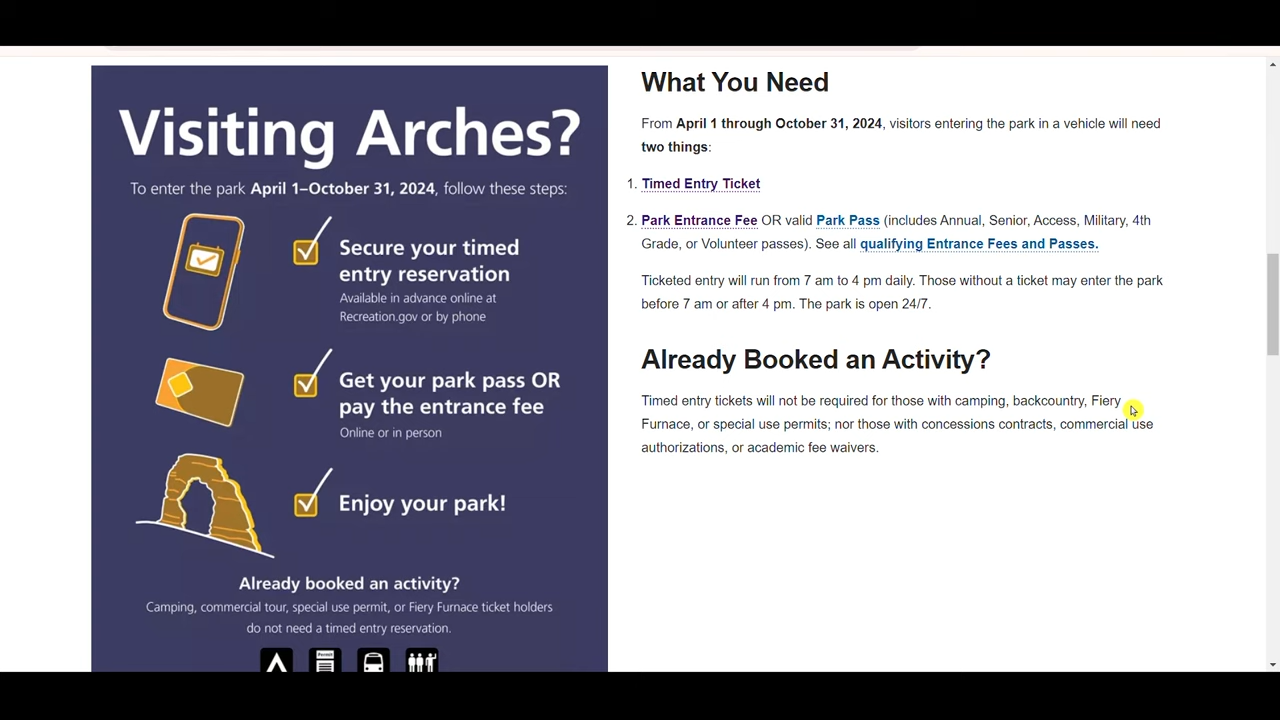 Visiting Arches?
To enter the park April 1–October 31, 2024, follow these steps:
Secure your timed
entry reservation
Available in advance online at
Recreation.gov or by phone
Get your park pass OR
pay the entrance fee
Online or in person
Enjoy your park!
Already booked an activity?
Camping, commercial tour, special use permit, or Fiery Furnace ticket holders
do not need a timed entry reservation.
Permit
What You Need
From April 1 through October 31, 2024, visitors entering the park in a vehicle will need
two things:
1. Timed Entry Ticket
2. Park Entrance Fee OR valid Park Pass (includes Annual, Senior, Access, Military, 4th
Grade, or Volunteer passes). See all qualifying Entrance Fees and Passes.
Ticketed entry will run from 7 am to 4 pm daily. Those without a ticket may enter the park
before 7 am or after 4 pm. The park is open 24/7.
Already Booked an Activity?
Timed entry tickets will not be required for those with camping, backcountry, Fiery
Furnace, or special use permits; nor those with concessions contracts, commercial use
authorizations, or academic fee waivers.